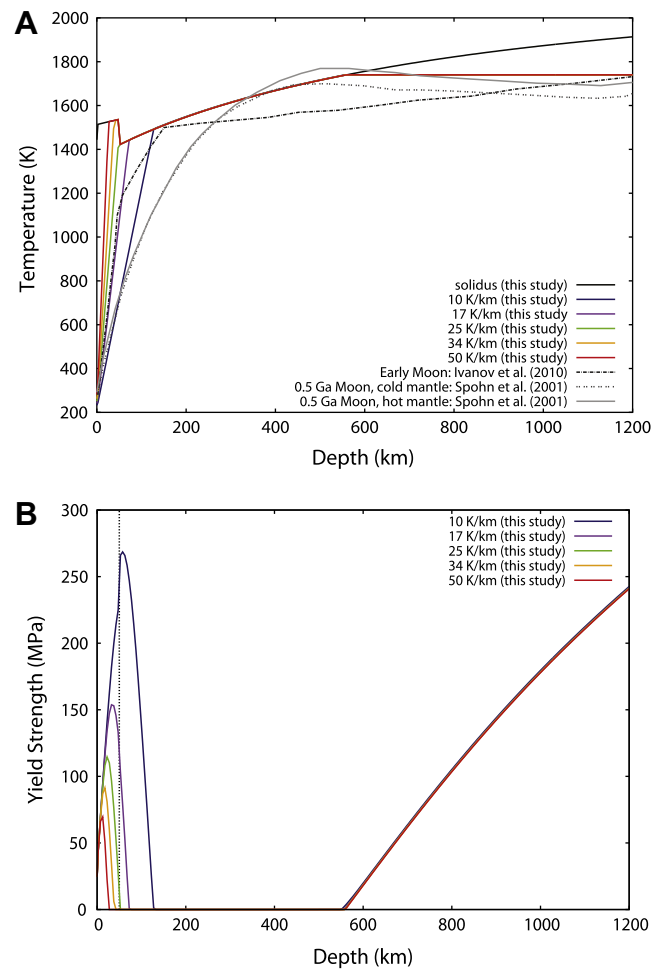 A
2000
1800
1600
1400
1200
1000
800
600
400
200
Temperature (K)
solidus (this study)
10 K/km (this study)
17 K/km (this study
25 K/km (this study)
34 K/km (this study)
50 K/km (this study)
Early Moon: Ivanov et al. (2010)
0.5 Ga Moon, cold mantle: Spohn et al. (2001)
0.5 Ga Moon, hot mantle: Spohn et al. (2001)
0 200 400 600 800 1000 1200
Depth (km)
B
300
250
200
150
100
50
0
Yield Strength (MPa)
10 K/km (this study)
17 K/km (this study)
25 K/km (this study)
34 K/km (this study)
50 K/km (this study)
0 200 400 600 800 1000 1200
Depth (km)